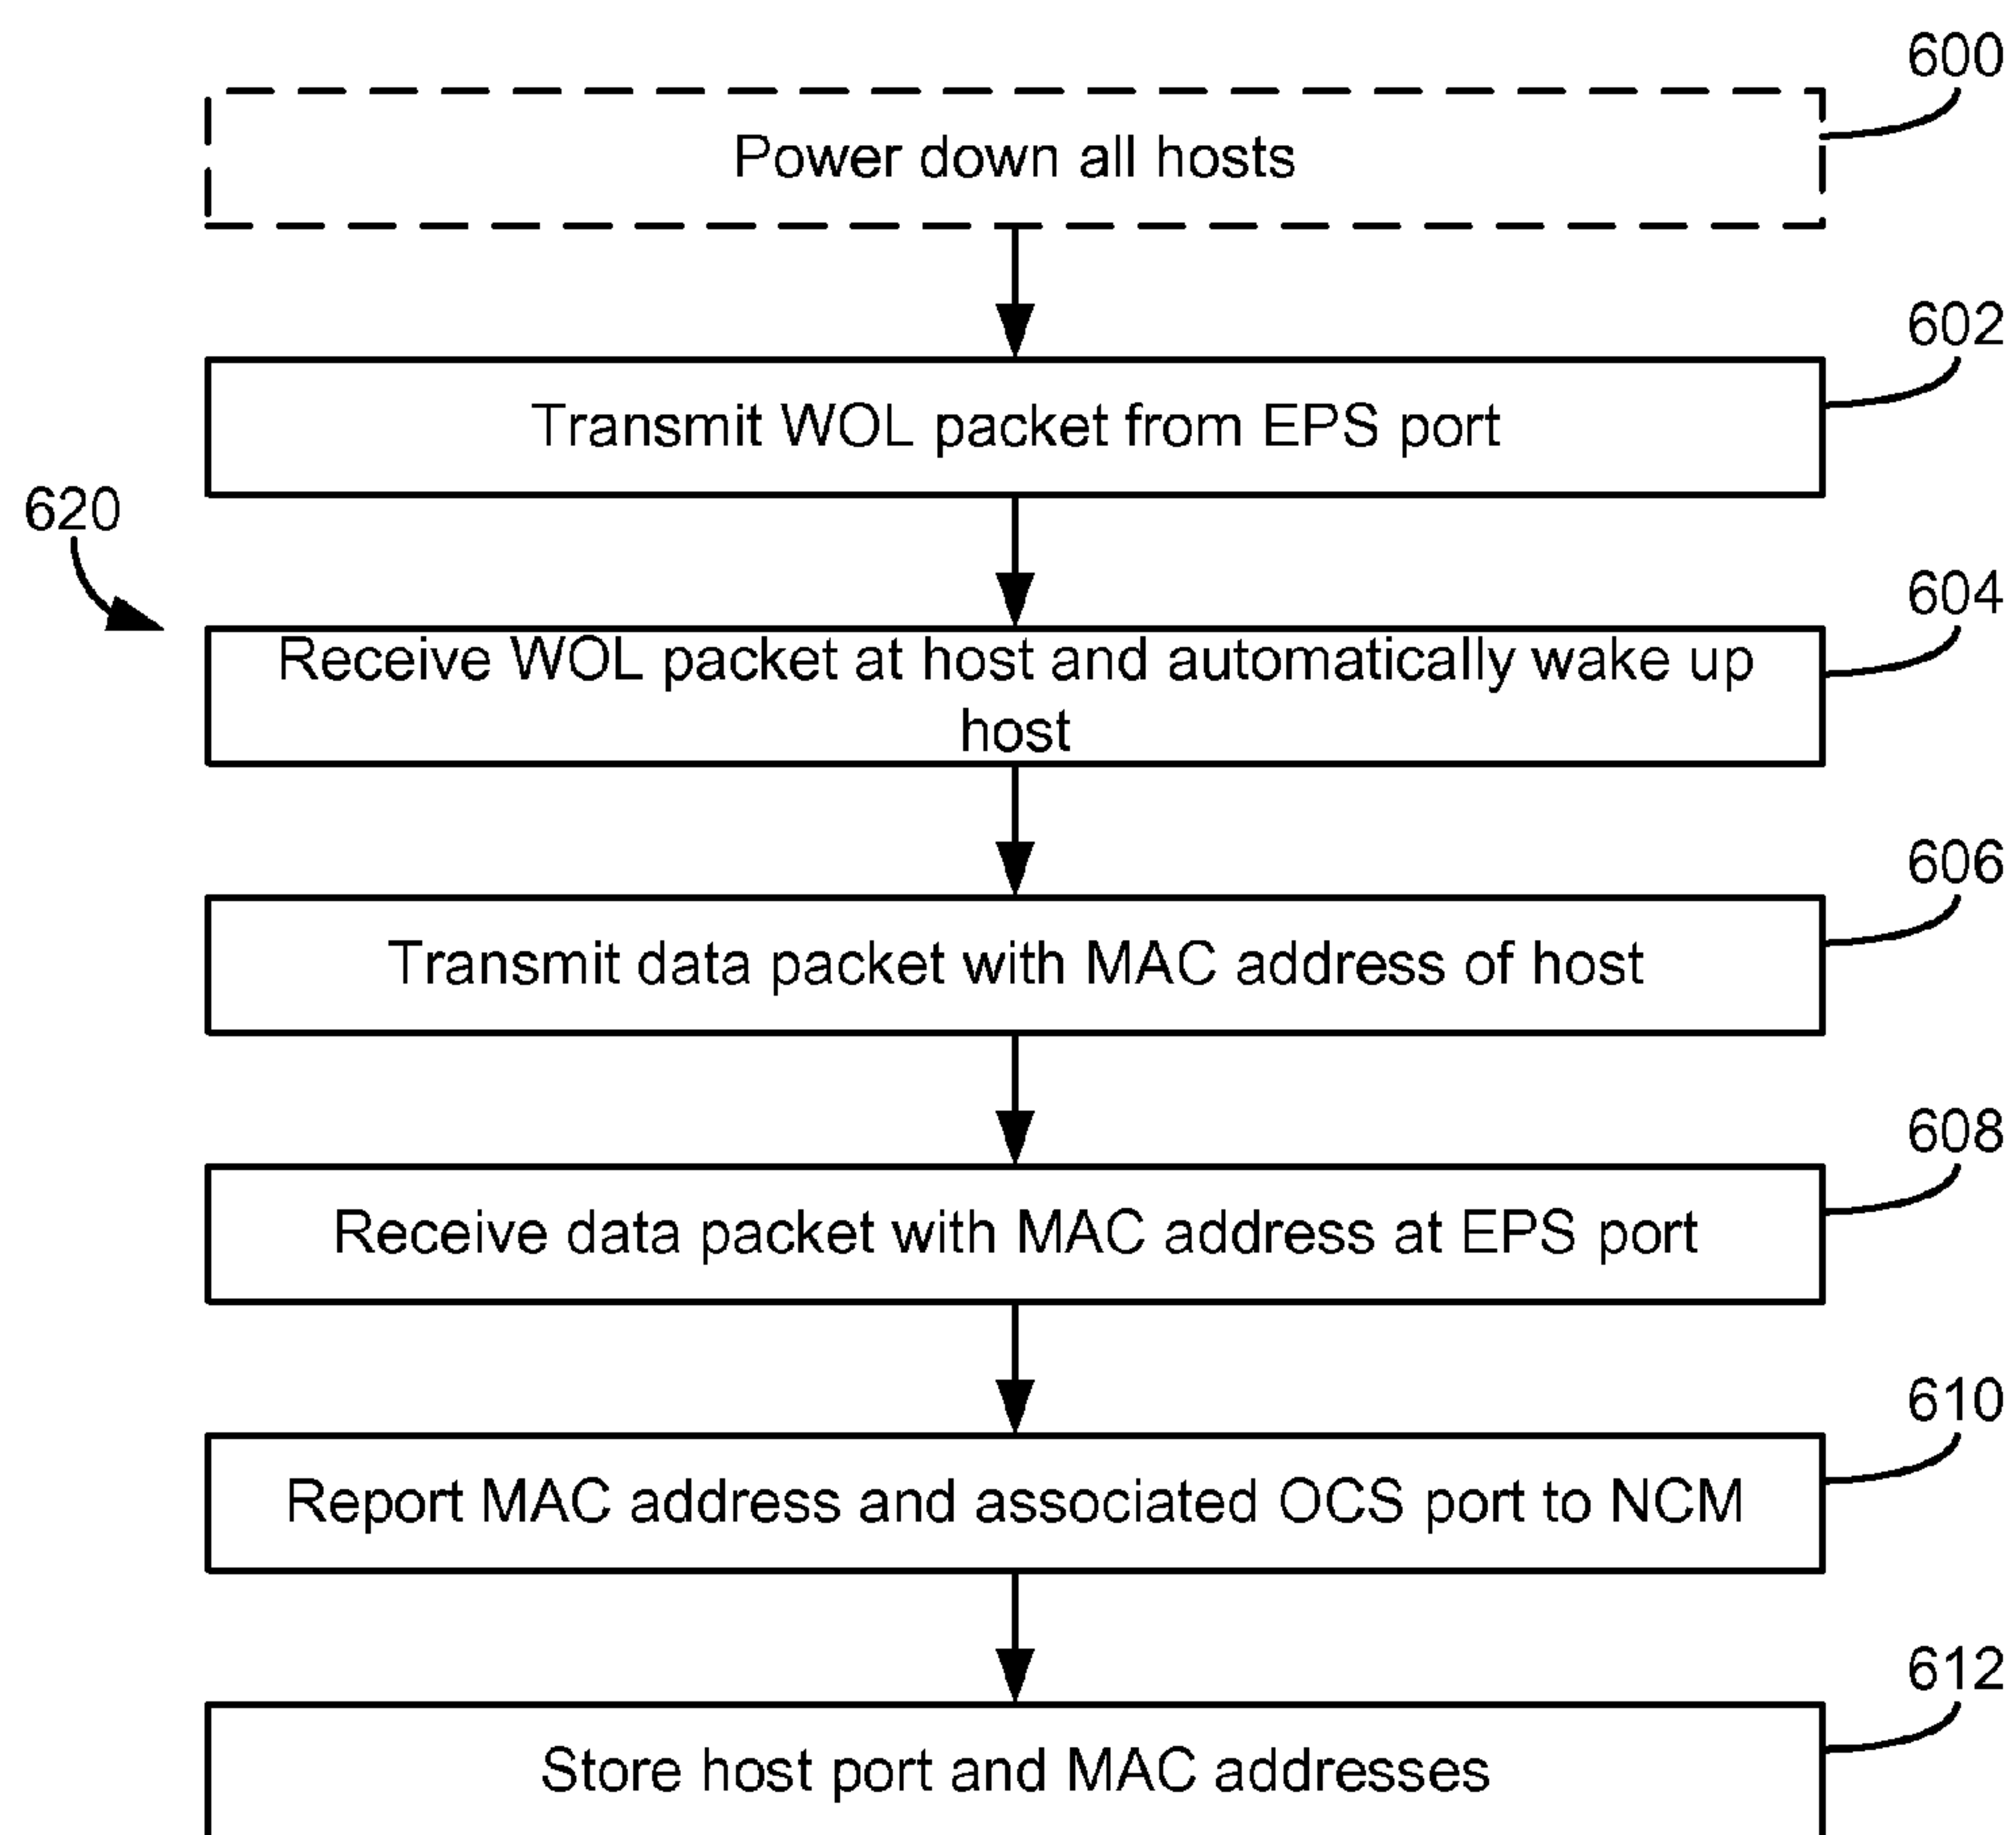 600
Power down all hosts
602
Transmit WOL packet from EPS port
620
604
Receive WOL packet at host and automatically wake up
host
606
Transmit data packet with MAC address of host
608
Receive data packet with MAC address at EPS port
610
Report MAC address and associated OCS port to NCM
612
Store host port and MAC addresses